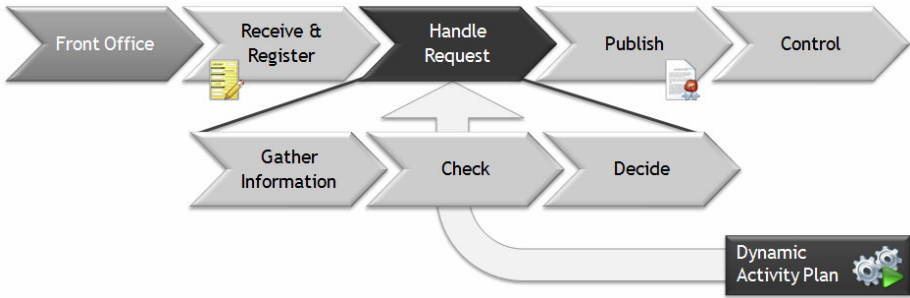 Front Office
Receive &
Register
Handle
Request
Publish
Control
Gather
Information
Check
Decide
Dynamic
Activity Plan